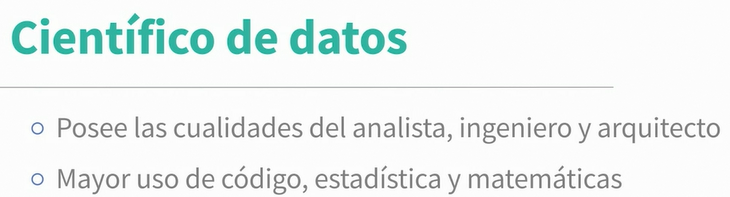 Científico de datos
Posee las cualidades del analista, ingeniero y arquitecto
Mayor uso de código, estadística y matemáticas